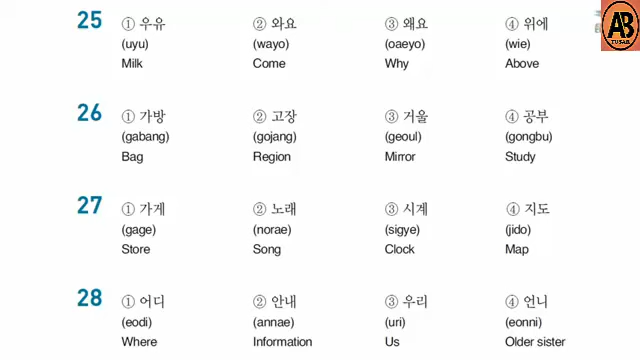 25 ① 우유 ② 와요 ③ 왜요 ④ 위에
(uyu) (wayo) (oaeyo) (wie)
Milk Come Why Above
26 ① 가방 ② 고장 ③ 거울 ④ 공부
(gabang) (gojang) (geoul) (gongbu)
Bag Region Mirror Study
27 ① 가게 ② 노래 ③ 시계 ④ 지도
(gage) (norae) (sigye) (jido)
Store Song Clock Map
28 ① 어디 ② 안내 ③ 우리 ④ 언니
(eodi) (annae) (uri) (eonni)
Where Information Us Older sister
AB
TUSAR